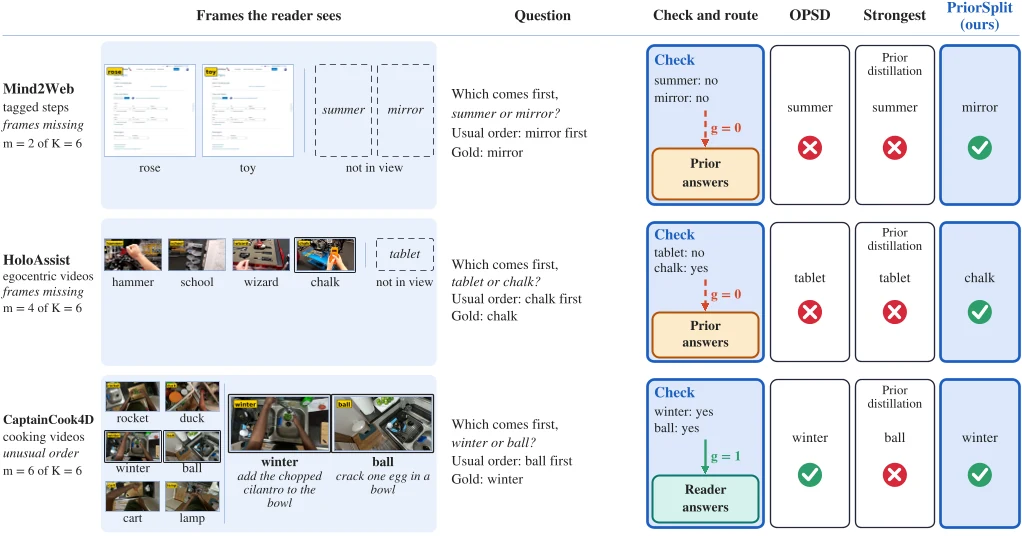 Frames the reader sees
Question
Check and route
OPSD
Strongest
PriorSplit
(ours)
Mind2Web
tagged steps
frames missing
m = 2 of K = 6
rose
toy
summer
mirror
rose
toy
not in view
Which comes first,
summer or mirror?
Usual order: mirror first
Gold: mirror
Check
summer: no
mirror: no
g = 0
Prior
answers
summer
Prior
distillation
summer
mirror
HoloAssist
egocentric videos
frames missing
m = 4 of K = 6
chalk
tablet
hammer
school
wizard
chalk
not in view
Which comes first,
tablet or chalk?
Usual order: chalk first
Gold: chalk
Check
tablet: no
chalk: yes
g = 0
Prior
answers
tablet
Prior
distillation
tablet
chalk
CaptainCook4D
cooking videos
unusual order
m = 6 of K = 6
rocket
duck
winter
ball
cart
lamp
winter
ball
winter
ball
add the chopped
cilantro to the
bowl
crack one egg in a
bowl
Which comes first,
winter or ball?
Usual order: ball first
Gold: winter
Check
winter: yes
ball: yes
g = 1
Reader
answers
winter
Prior
distillation
ball
winter